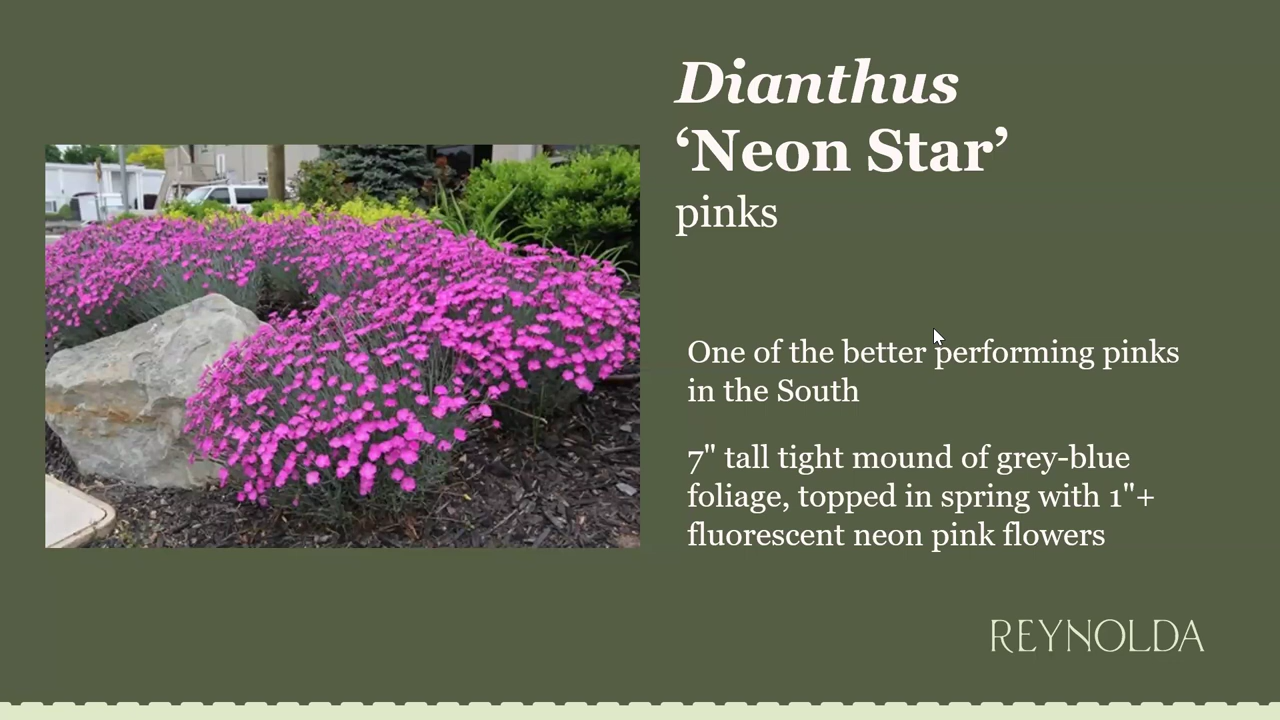 Dianthus
‘Neon Star’
pinks
One of the better performing pinks
in the South
7" tall tight mound of grey-blue
foliage, topped in spring with 1"+
fluorescent neon pink flowers
REYNOLDA